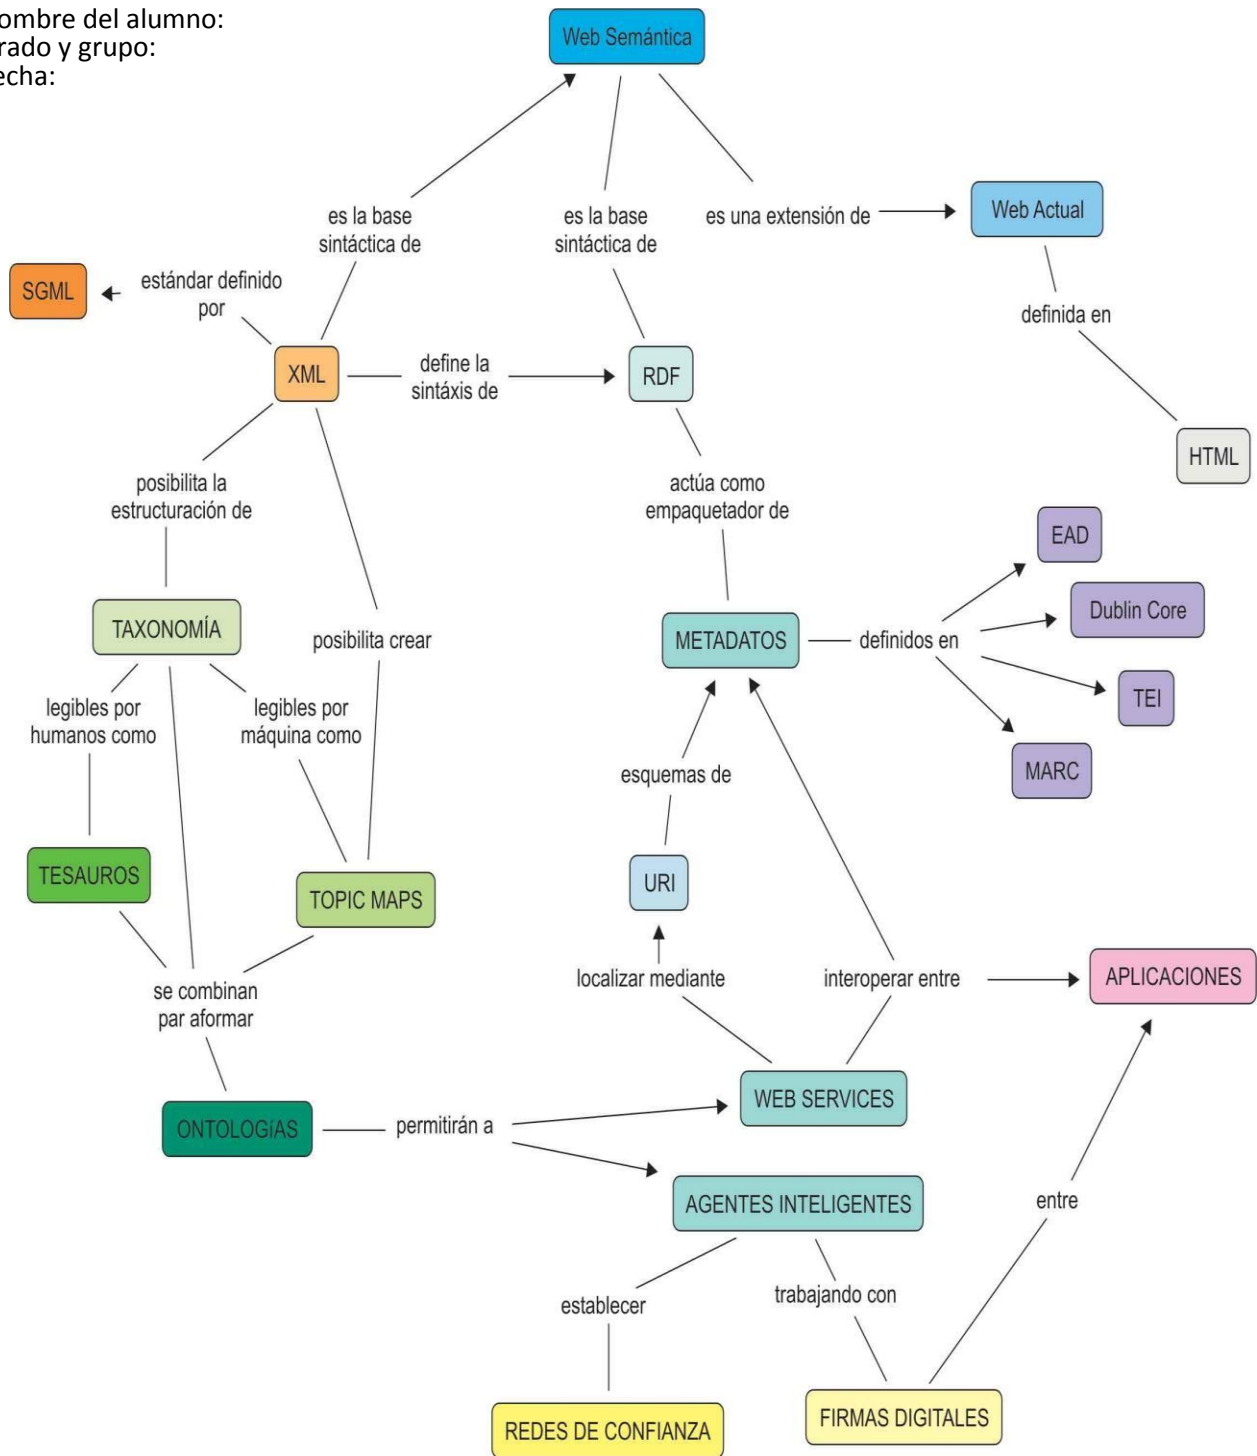 ombre del alumno:
rado y grupo:
echa:
Web Semántica
es la base
sintáctica de
es la base
sintáctica de
es una extensión de
Web Actual
SGML
estándar definido
por
definida en
XML
define la
sintáxis de
RDF
HTML
posibilita la
estructuración de
actúa como
empaquetador de
EAD
TAXONOMÍA
posibilita crear
METADATOS
definidos en
Dublin Core
TEI
legibles por
humanos como
legibles por
máquina como
MARC
esquemas de
TESAUROS
TOPIC MAPS
URI
se combinan
par aformar
localizar mediante
interoperar entre
APLICACIONES
ONTOLOGíAS
permitirán a
WEB SERVICES
AGENTES INTELIGENTES
entre
establecer
trabajando con
REDES DE CONFIANZA
FIRMAS DIGITALES